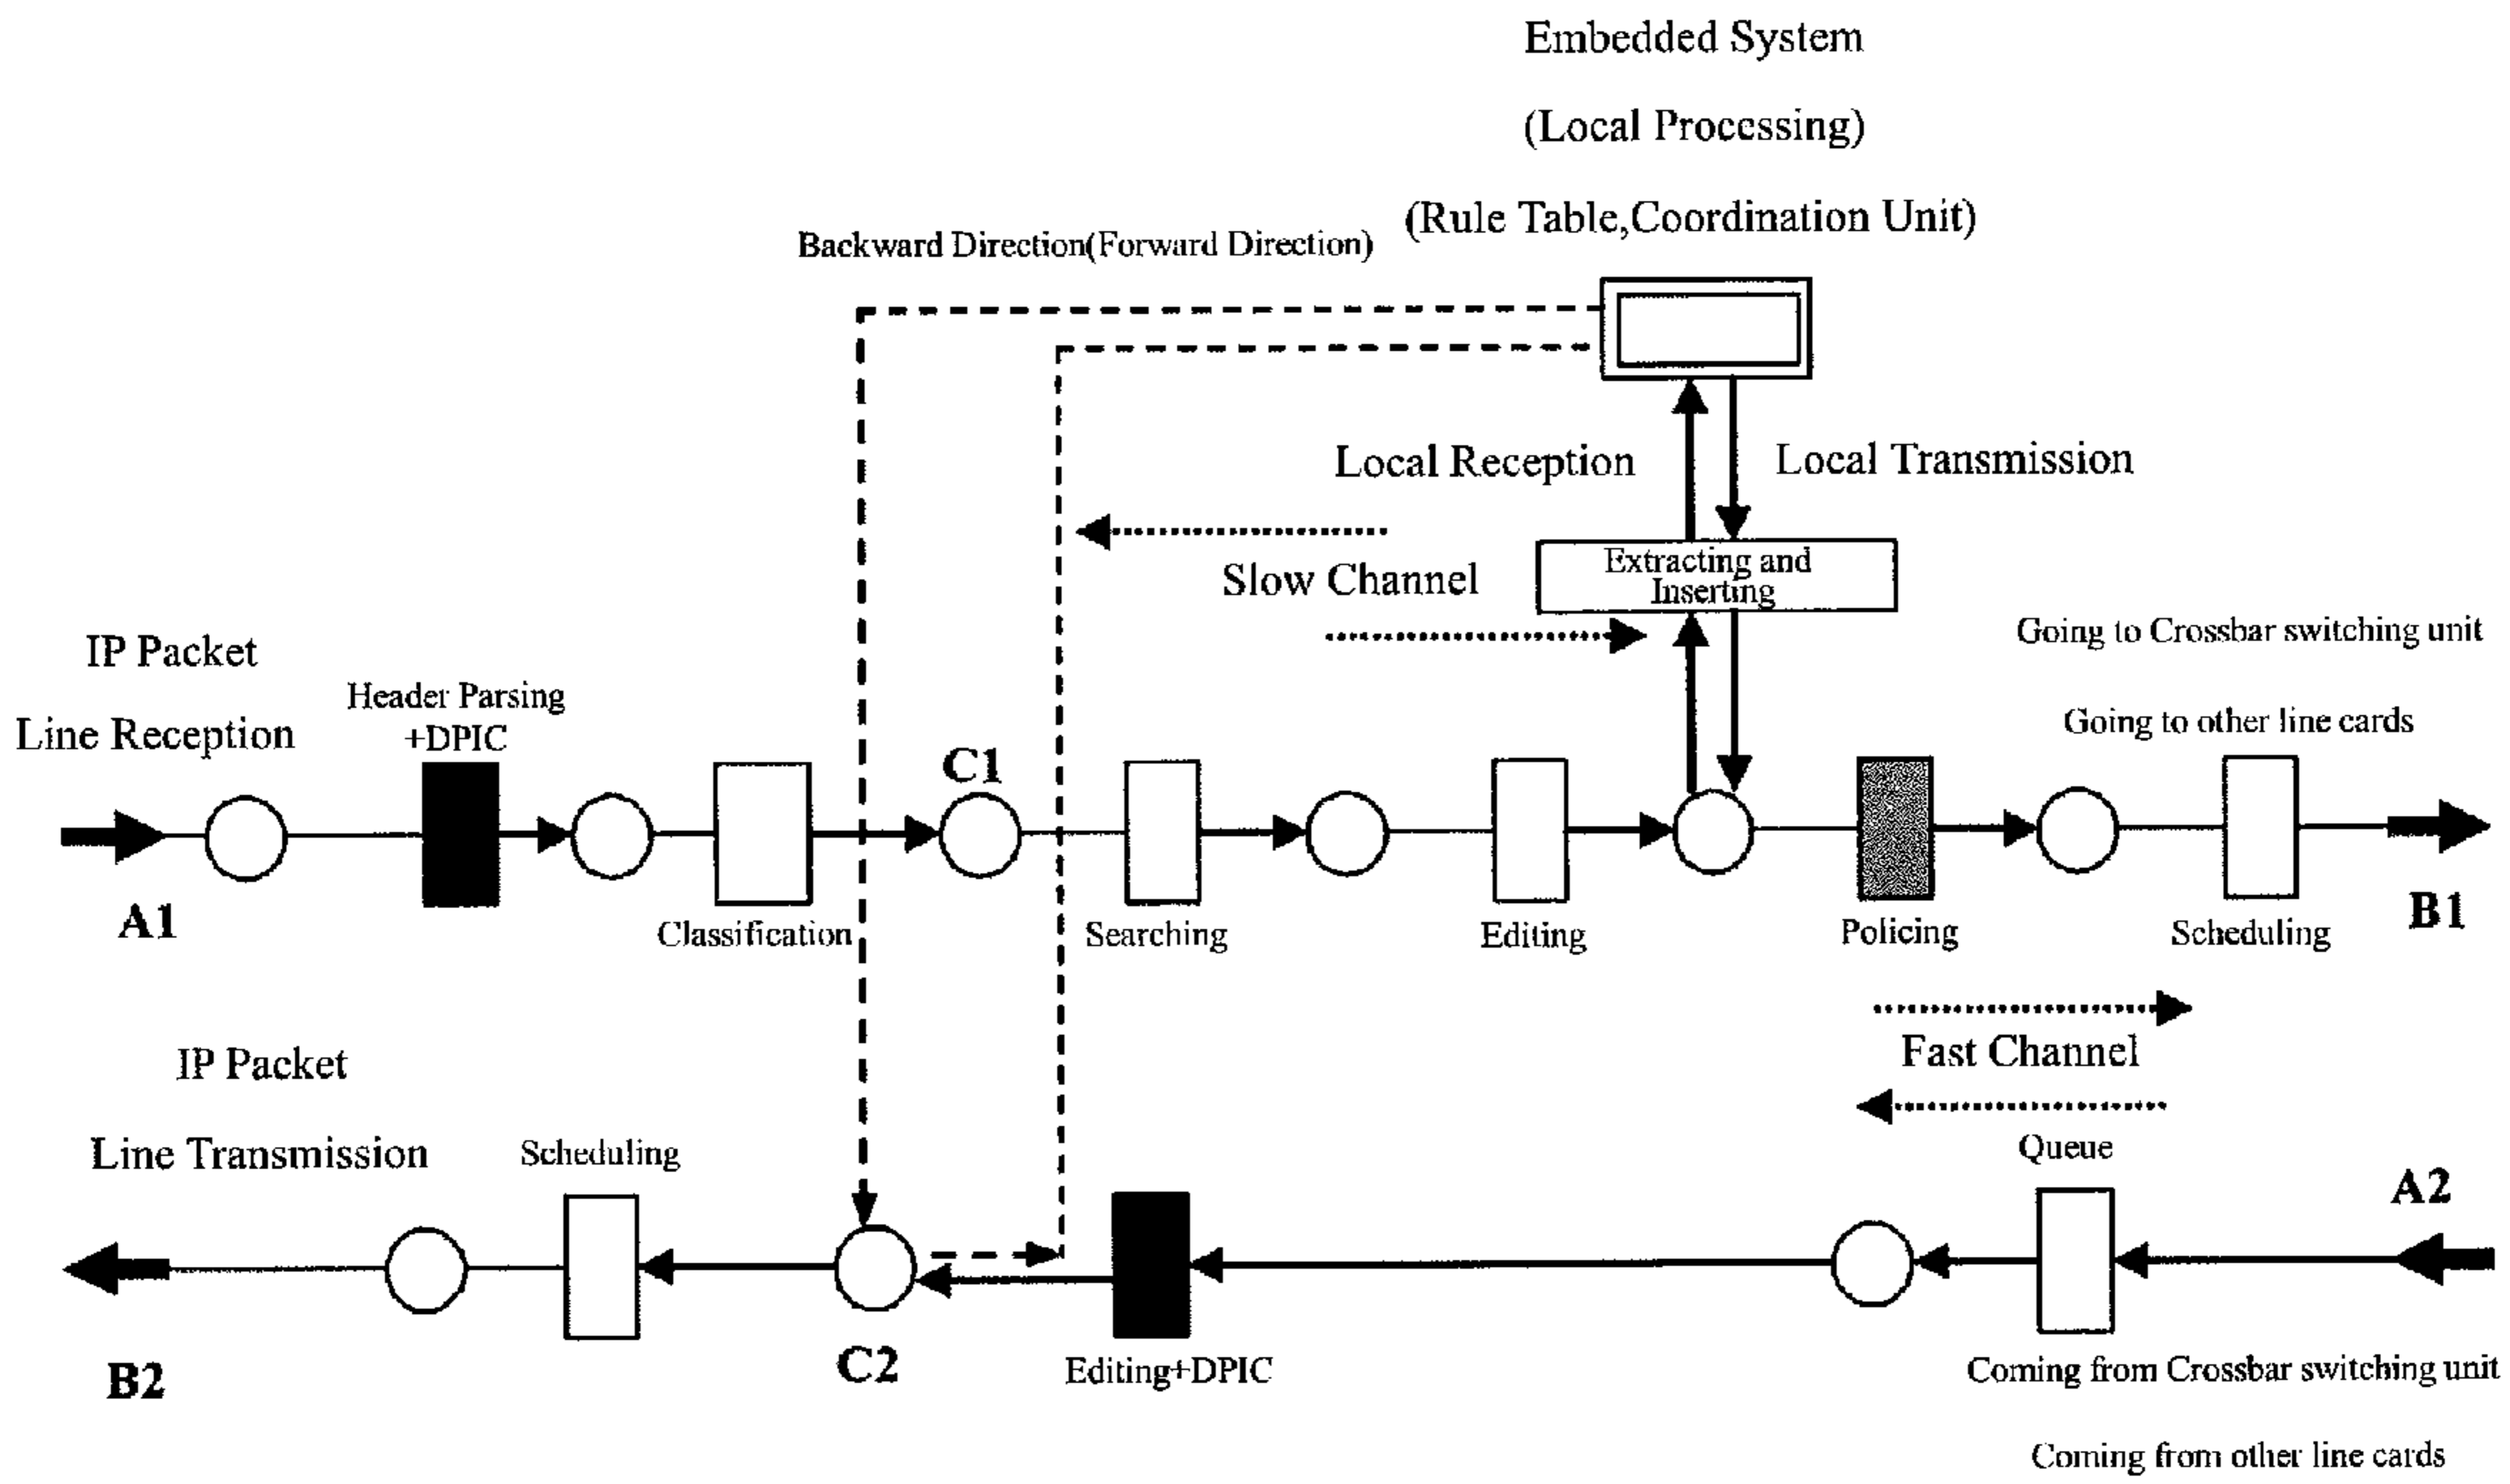 Embedded System
(Local Processing)
(Rule Table,Coordination Unit)
Backward Direction(Forward Direction)
Local Reception
Local Transmission
Slow Channel
Extracting and
Inserting
IP Packet
Line Reception
Header Parsing
+DPIC
Going to Crossbar switching unit
Going to other line cards
C1
A1
Classification
Searching
Editing
Policing
Scheduling
B1
Fast Channel
IP Packet
Line Transmission
Scheduling
Queue
A2
B2
C2
Editing+DPIC
Coming from Crossbar switching unit
Coming from other line cards